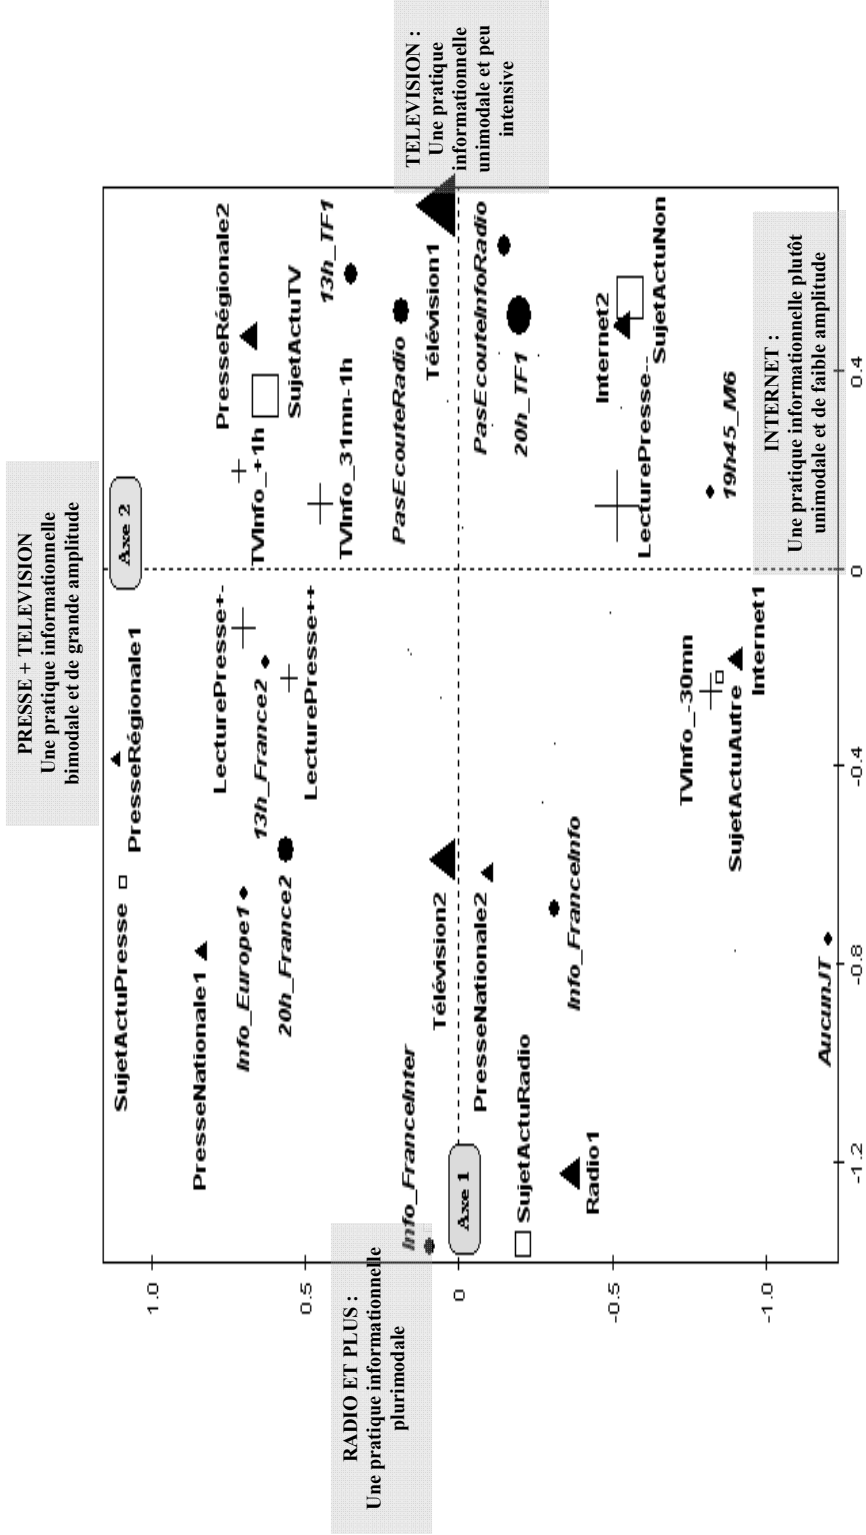 PRESSE + TELEVISION
Une pratique informationnelle
bimodale et de grande amplitude
SujetActuPresse
Axe 2
PresseRégionale1
1.0
PresseNationale1
LecturePresse+-
PresseRégionale2
Info_Europe1
13h_France2
TVInfo_+1h
20h_France2
SujetActuTV
LecturePresse++
0.5
13h_TF1
TVInfo_31mn-1h
RADIO ET PLUS :
Une pratique informationnelle
plurimodale
PasEcouteRadio
Info_FranceInter
TELEVISION :
Une pratique
informationnelle
unimodale et peu
intensive
Télévision1
Télévision2
0
Axe 1
PresseNationale2
PasEcouteInfoRadio
SujetActuRadio
20h_TF1
Info_FranceInfo
Radio1
Internet2
-0.5
LecturePresse--
SujetActuNon
TVInfo_-30mn
19h45_M6
SujetActuAutre
Internet1
-1.0
INTERNET :
Une pratique informationnelle plutôt
unimodale et de faible amplitude
AucunJT
-1.2 -0.8 -0.4 0 0.4